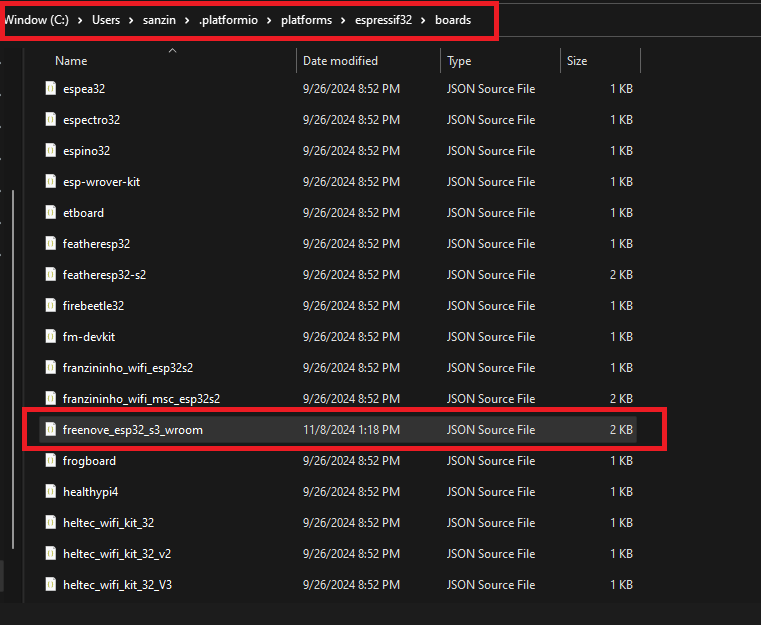 Window (C:) > Users > sanzin > .platformio > platforms > espressif32 > boards
Name Date modified Type Size
espea32 9/26/2024 8:52 PM JSON Source File 1 KB
espectro32 9/26/2024 8:52 PM JSON Source File 1 KB
espino32 9/26/2024 8:52 PM JSON Source File 1 KB
esp-wrover-kit 9/26/2024 8:52 PM JSON Source File 1 KB
etboard 9/26/2024 8:52 PM JSON Source File 1 KB
featheresp32 9/26/2024 8:52 PM JSON Source File 1 KB
featheresp32-s2 9/26/2024 8:52 PM JSON Source File 2 KB
firebeetle32 9/26/2024 8:52 PM JSON Source File 1 KB
fm-devkit 9/26/2024 8:52 PM JSON Source File 1 KB
franzininho_wifi_esp32s2 9/26/2024 8:52 PM JSON Source File 1 KB
franzininho_wifi_msc_esp32s2 9/26/2024 8:52 PM JSON Source File 2 KB
freenove_esp32_s3_wroom 11/8/2024 1:18 PM JSON Source File 2 KB
frogboard 9/26/2024 8:52 PM JSON Source File 1 KB
healthypi4 9/26/2024 8:52 PM JSON Source File 1 KB
heltec_wifi_kit_32 9/26/2024 8:52 PM JSON Source File 1 KB
heltec_wifi_kit_32_v2 9/26/2024 8:52 PM JSON Source File 1 KB
heltec_wifi_kit_32_V3 9/26/2024 8:52 PM JSON Source File 1 KB